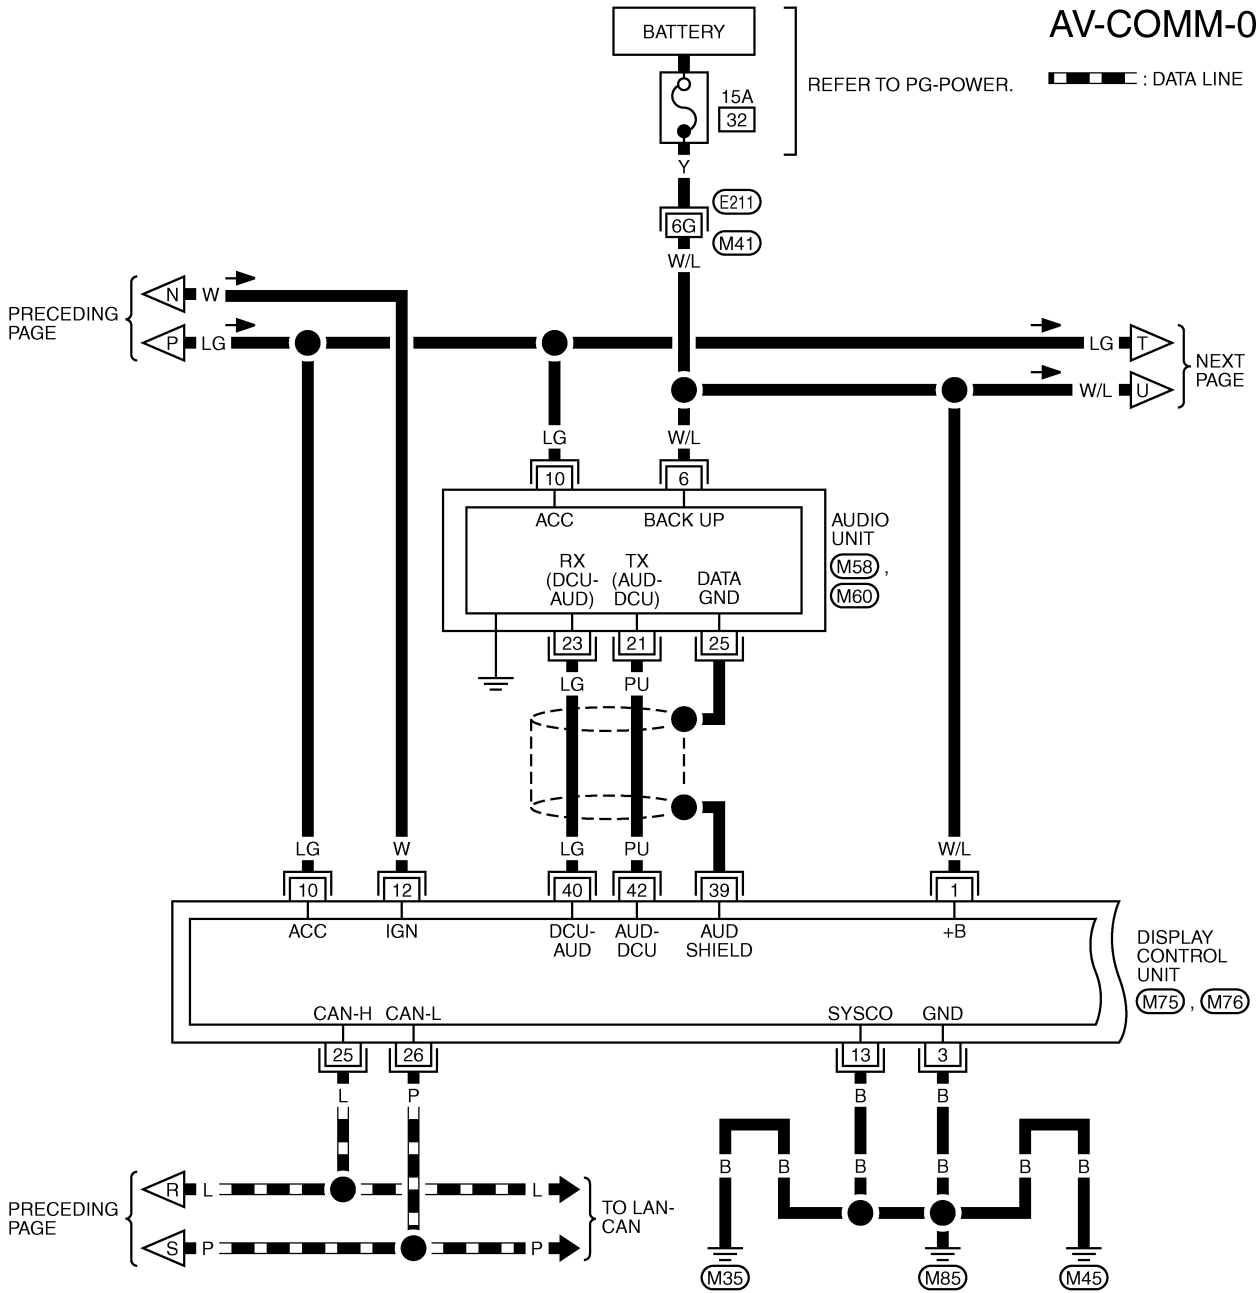 AV-COMM-0
BATTERY
: DATA LINE
REFER TO PG-POWER.
15A
32
Y
E211
6G
M41
W/L
PRECEDING
PAGE
N W
P LG
LG T
W/L U
NEXT
PAGE
LG W/L
10 6
ACC BACK UP
AUDIO
UNIT
M58 ,
M60
RX
(DCU-
AUD)
TX
(AUD-
DCU)
DATA
GND
23 21 25
LG PU
LG W LG PU W/L
10 12 40 42 39 1
ACC IGN
DCU-
AUD
AUD-
DCU
AUD
SHIELD
+B
DISPLAY
CONTROL
UNIT
M75 , M76
CAN-H CAN-L SYSCO GND
25 26 13 3
L P B B
B B B B B B
PRECEDING
PAGE
R L L
S P P
TO LAN-
CAN
M35 M85 M45